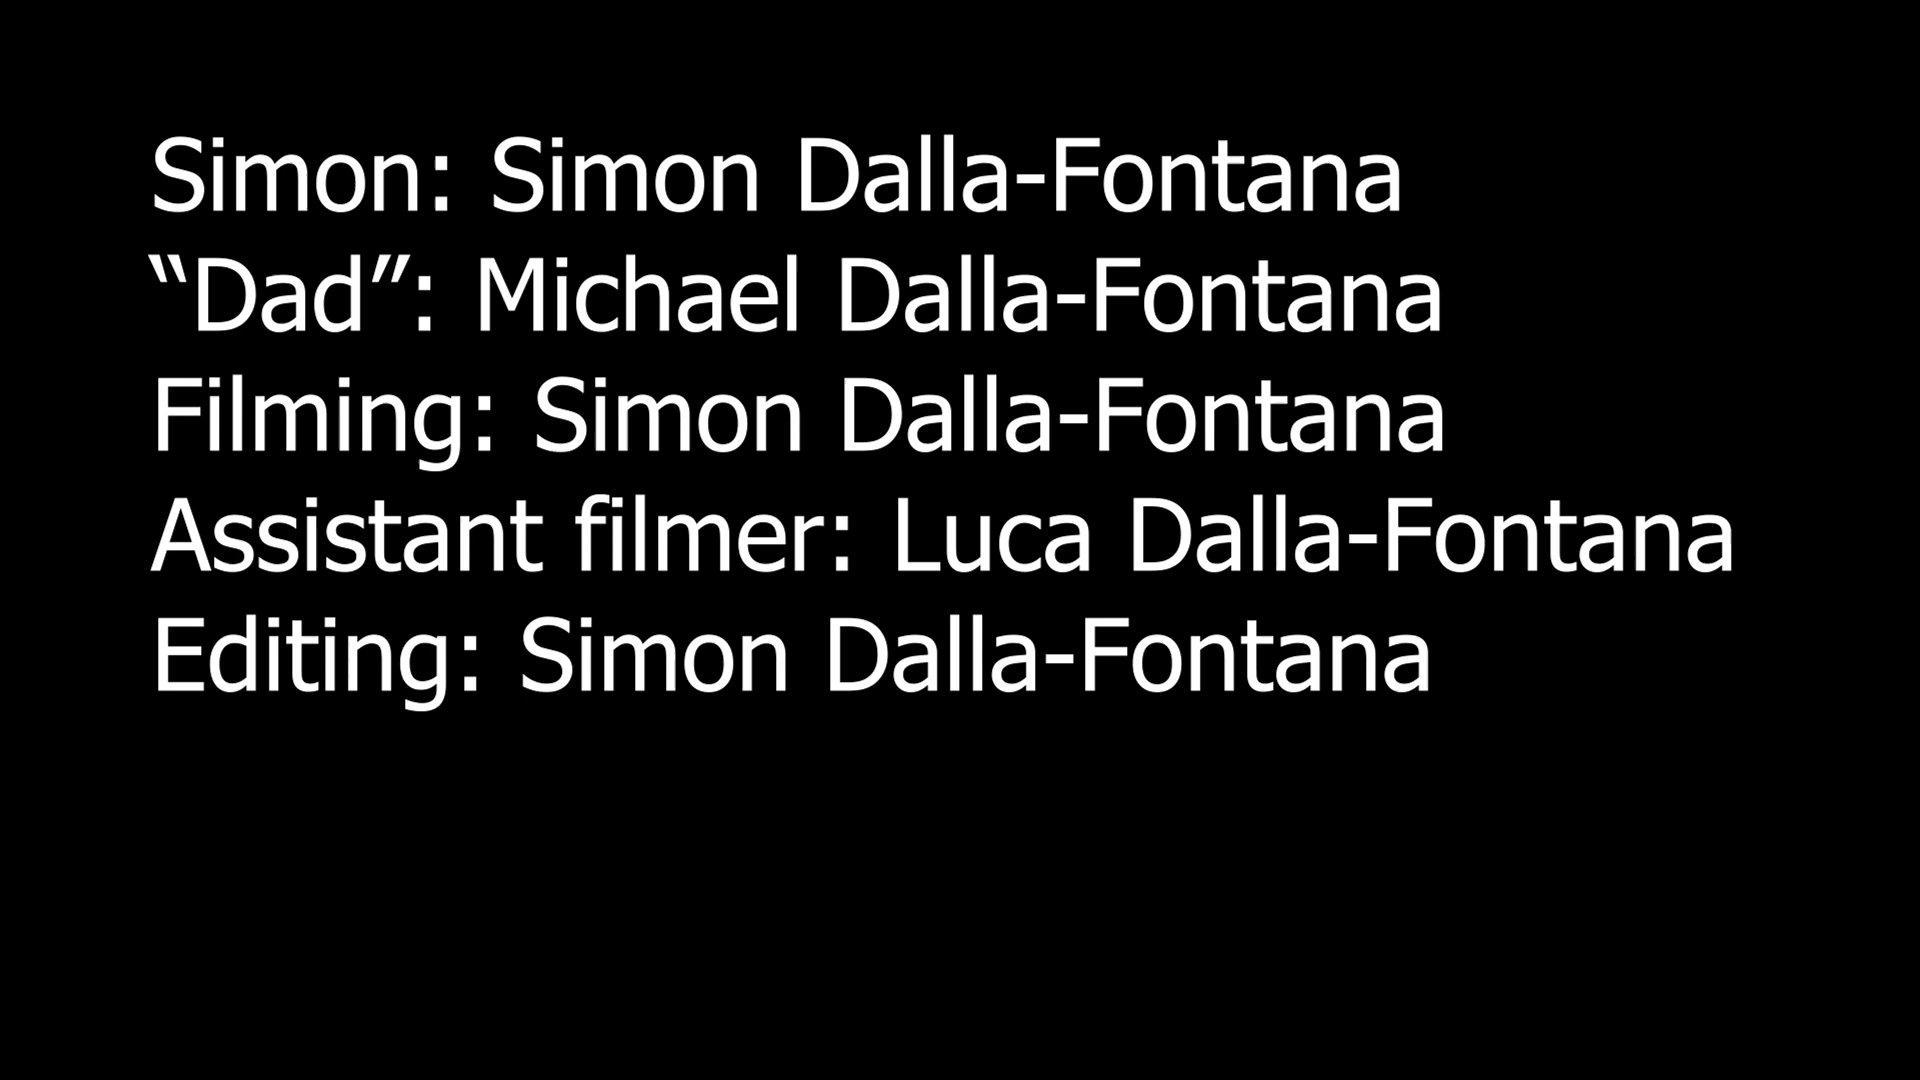 Simon: Simon Dalla-Fontana
“Dad”: Michael Dalla-Fontana
Filming: Simon Dalla-Fontana
Assistant filmer: Luca Dalla-Fontana
Editing: Simon Dalla-Fontana